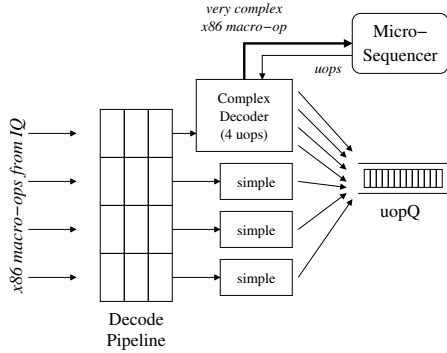 very complex
x86 macro−op
Micro−
Sequencer
uops
Complex
Decoder
(4 uops)
simple
simple
simple
x86 macro−ops from IQ
uopQ
Decode
Pipeline